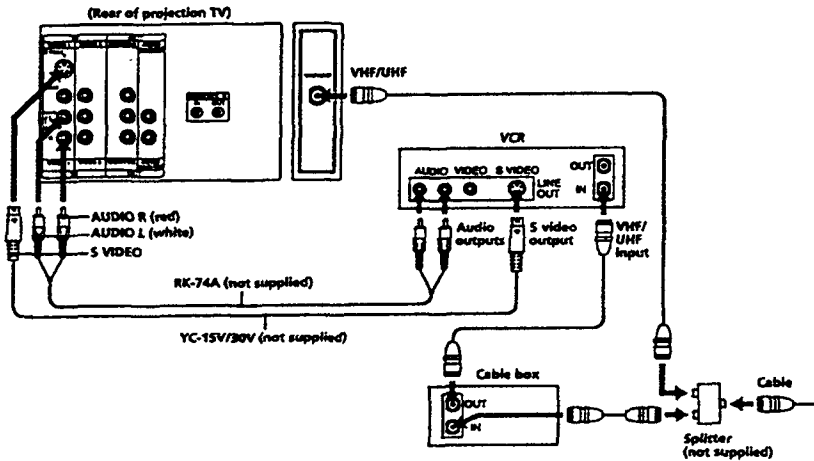 (Rear of projection TV)
VHF/UHF
VCR
AUDIO VIDEO S VIDEO
LINE
OUT
OUT
IN
AUDIO R (red)
AUDIO L (white)
S VIDEO
Audio
outputs
S video
output
VHF/
UHF
input
RK-74A (not supplied)
YC-15V/30V (not supplied)
Cable box
OUT
IN
Cable
Splitter
(not supplied)